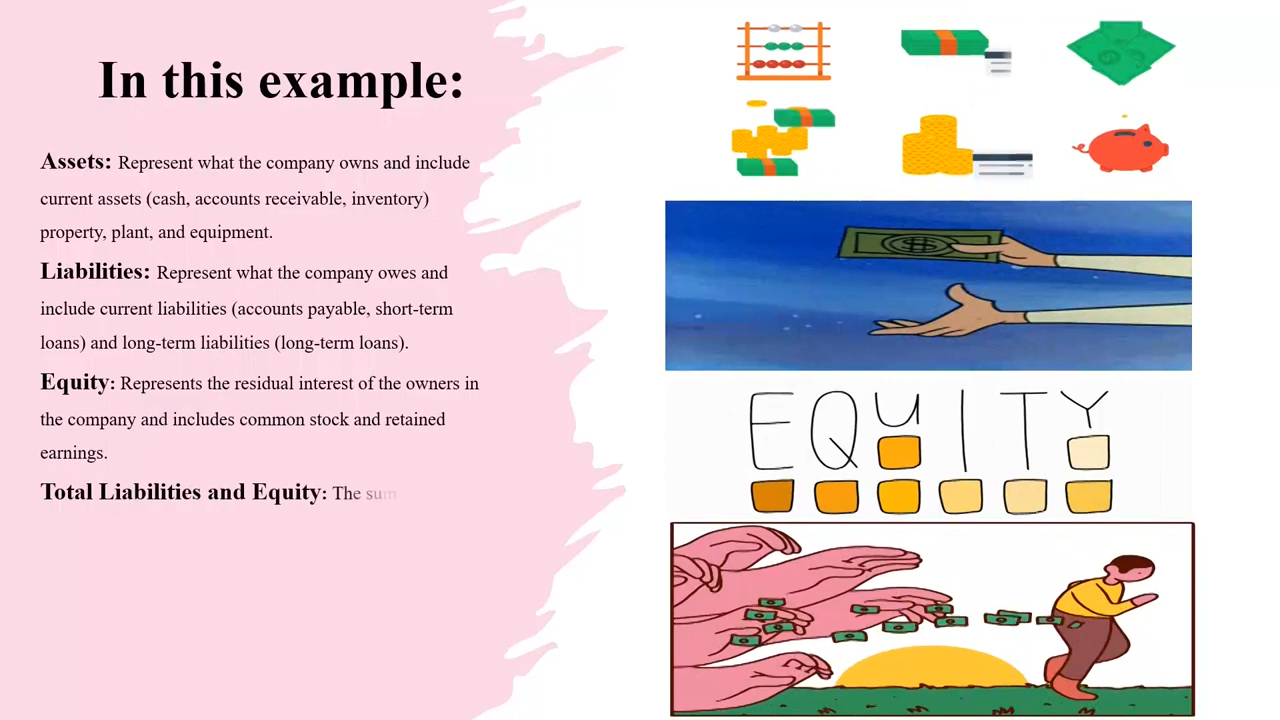 In this example:
Assets: Represent what the company owns and include
current assets (cash, accounts receivable, inventory)
property, plant, and equipment.
Liabilities: Represent what the company owes and
include current liabilities (accounts payable, short-term
loans) and long-term liabilities (long-term loans).
Equity: Represents the residual interest of the owners in
the company and includes common stock and retained
earnings.
Total Liabilities and Equity: The sum
$
EQUITY